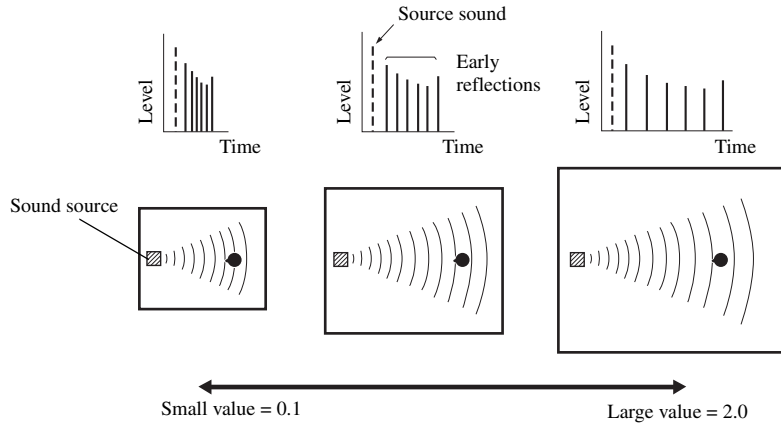 Source sound
Early
reflections
Level
Time
Level
Time
Level
Time
Sound source
Small value = 0.1
Large value = 2.0